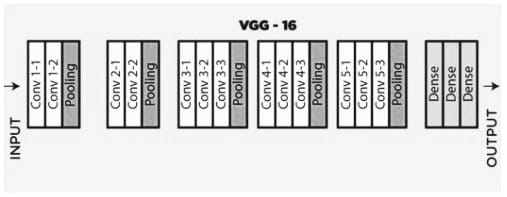 VGG - 16
INPUT
Conv 1-1
Conv 1-2
Pooling
Conv 2-1
Conv 2-2
Pooling
Conv 3-1
Conv 3-2
Conv 3-3
Pooling
Conv 4-1
Conv 4-2
Conv 4-3
Pooling
Conv 5-1
Conv 5-2
Conv 5-3
Pooling
Dense
Dense
Dense
OUTPUT